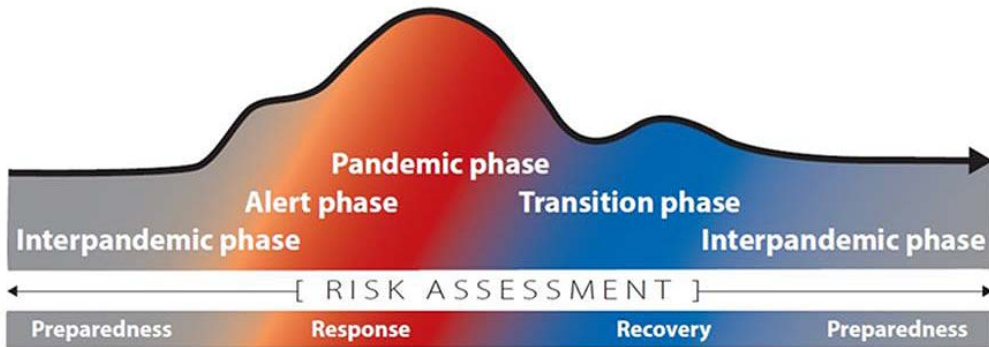 Pandemic phase
Alert phase
Transition phase
Interpandemic phase
Interpandemic phase
[ RISK ASSESSMENT ]
Preparedness
Response
Recovery
Preparedness